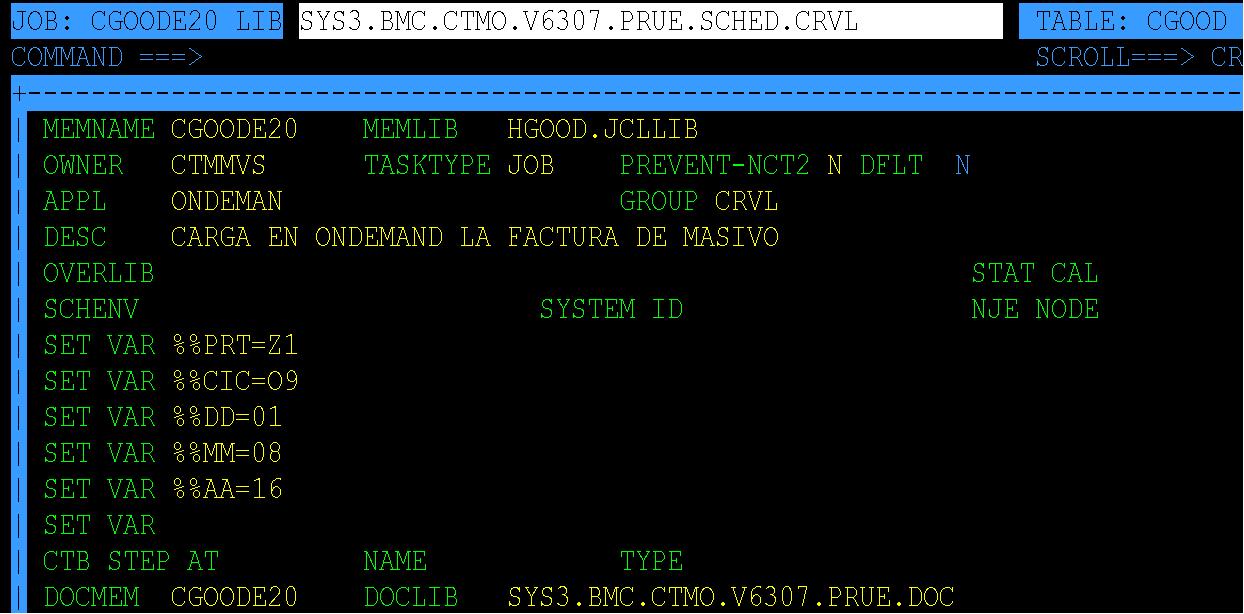 JOB: CGOODE20 LIB SYS3.BMC.CTMO.V6307.PRUE.SCHED.CRVL TABLE: CGOOD
COMMAND ===> SCROLL===> CR
+----------------------------------------------------------------------------
| MEMNAME CGOODE20 MEMLIB HGOOD.JCLLIB
| OWNER CTMMVS TASKTYPE JOB PREVENT-NCT2 N DFLT N
| APPL ONDEMAN GROUP CRVL
| DESC CARGA EN ONDEMAND LA FACTURA DE MASIVO
| OVERLIB STAT CAL
| SCHENV SYSTEM ID NJE NODE
| SET VAR %%PRT=Z1
| SET VAR %%CIC=O9
| SET VAR %%DD=01
| SET VAR %%MM=08
| SET VAR %%AA=16
| SET VAR
| CTB STEP AT NAME TYPE
| DOCMEM CGOODE20 DOCLIB SYS3.BMC.CTMO.V6307.PRUE.DOC